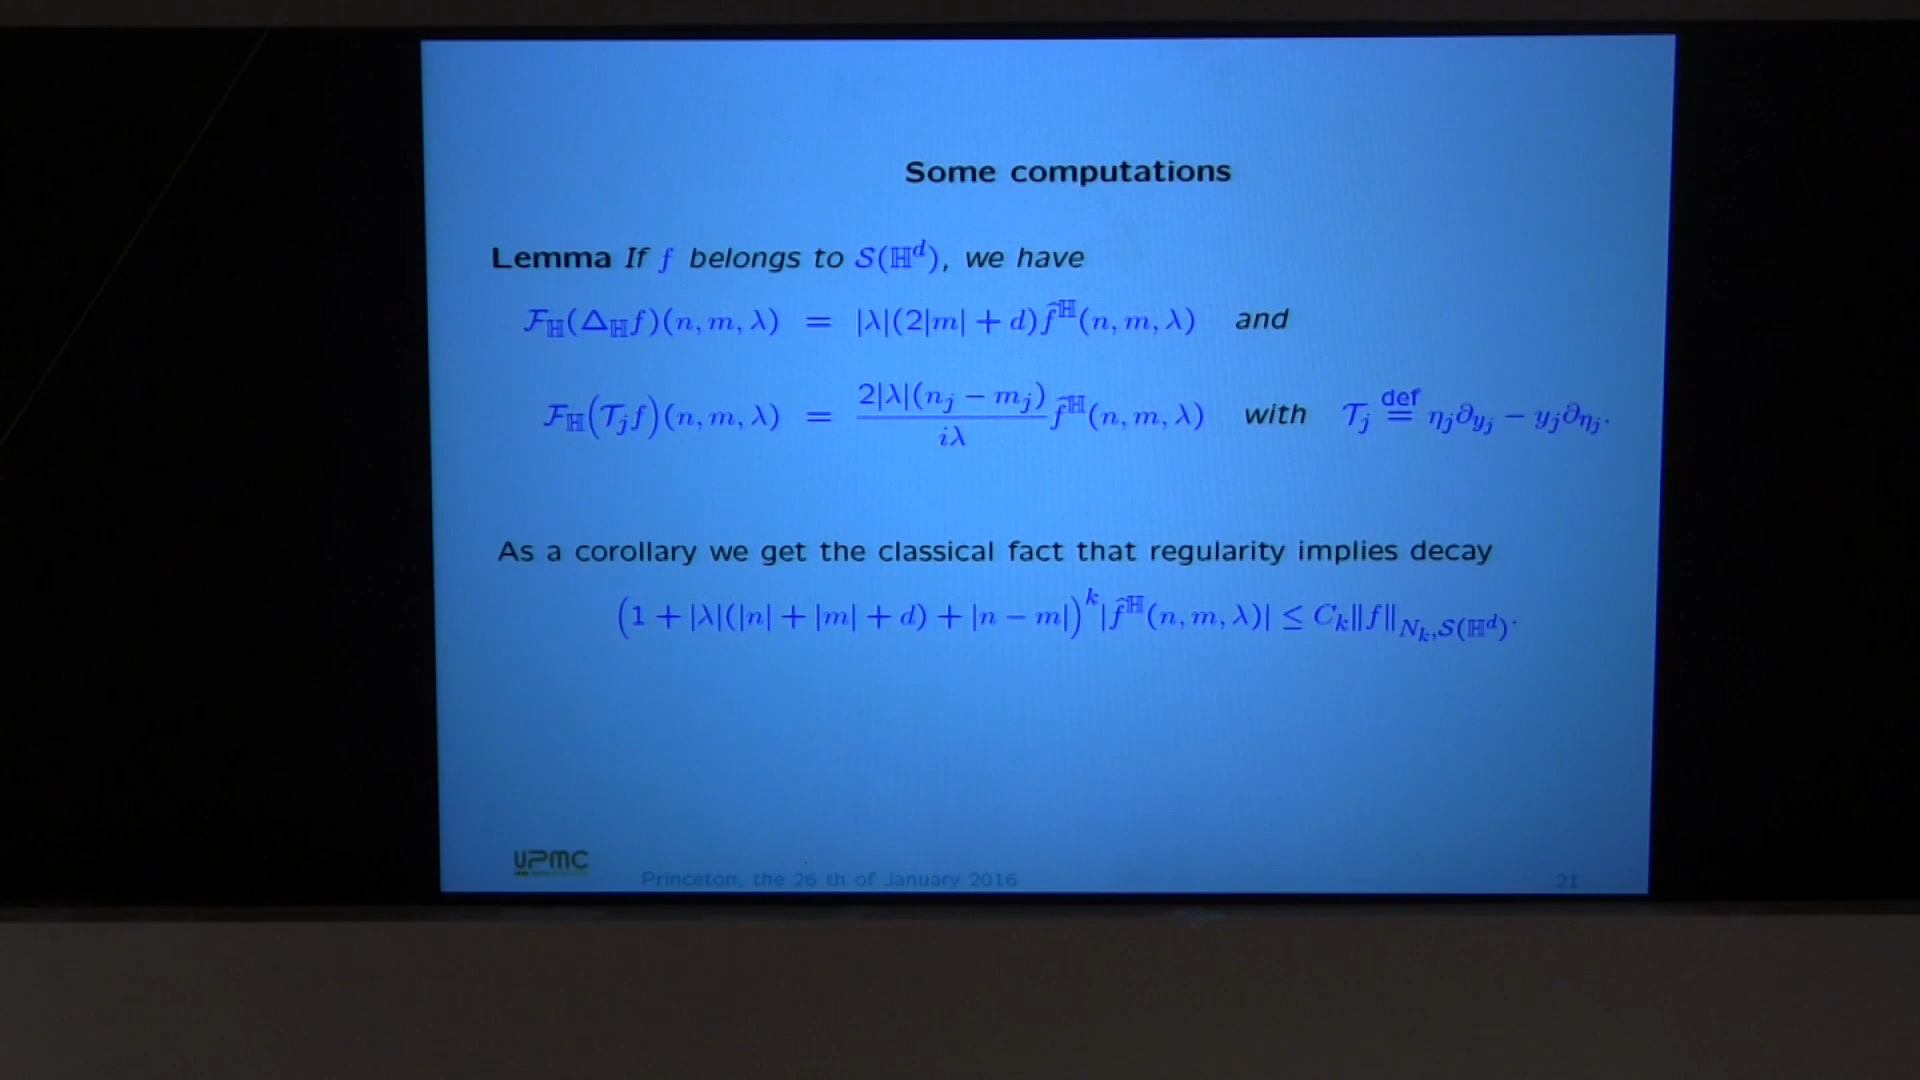 Some computations
Lemma If f belongs to 𝒮(ℍ^d), we have
ℱ_ℍ(Δ_ℍ f)(n, m, λ) = |λ|(2|m| + d) f̂^ℍ(n, m, λ) and
ℱ_ℍ(𝒯_j f)(n, m, λ) = \frac{2|λ|(n_j − m_j)}{iλ} f̂^ℍ(n, m, λ) with 𝒯_j \stackrel{def}{=} η_j∂_{y_j} − y_j∂_{η_j}.
As a corollary we get the classical fact that regularity implies decay
(1 + |λ|(|n| + |m| + d) + |n − m|)^k |f̂^ℍ(n, m, λ)| ≤ C_k‖f‖_{N_k,𝒮(ℍ^d)}.
UPMC
Princeton, the 26 th of January 2016
21